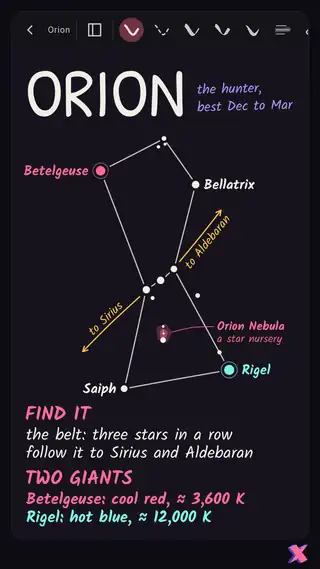 Orion
ORION
the hunter,
best Dec to Mar
Betelgeuse
Bellatrix
to Aldebaran
to Sirius
Orion Nebula
a star nursery
Rigel
Saiph
FIND IT
the belt: three stars in a row
follow it to Sirius and Aldebaran
TWO GIANTS
Betelgeuse: cool red, ≈ 3,600 K
Rigel: hot blue, ≈ 12,000 K